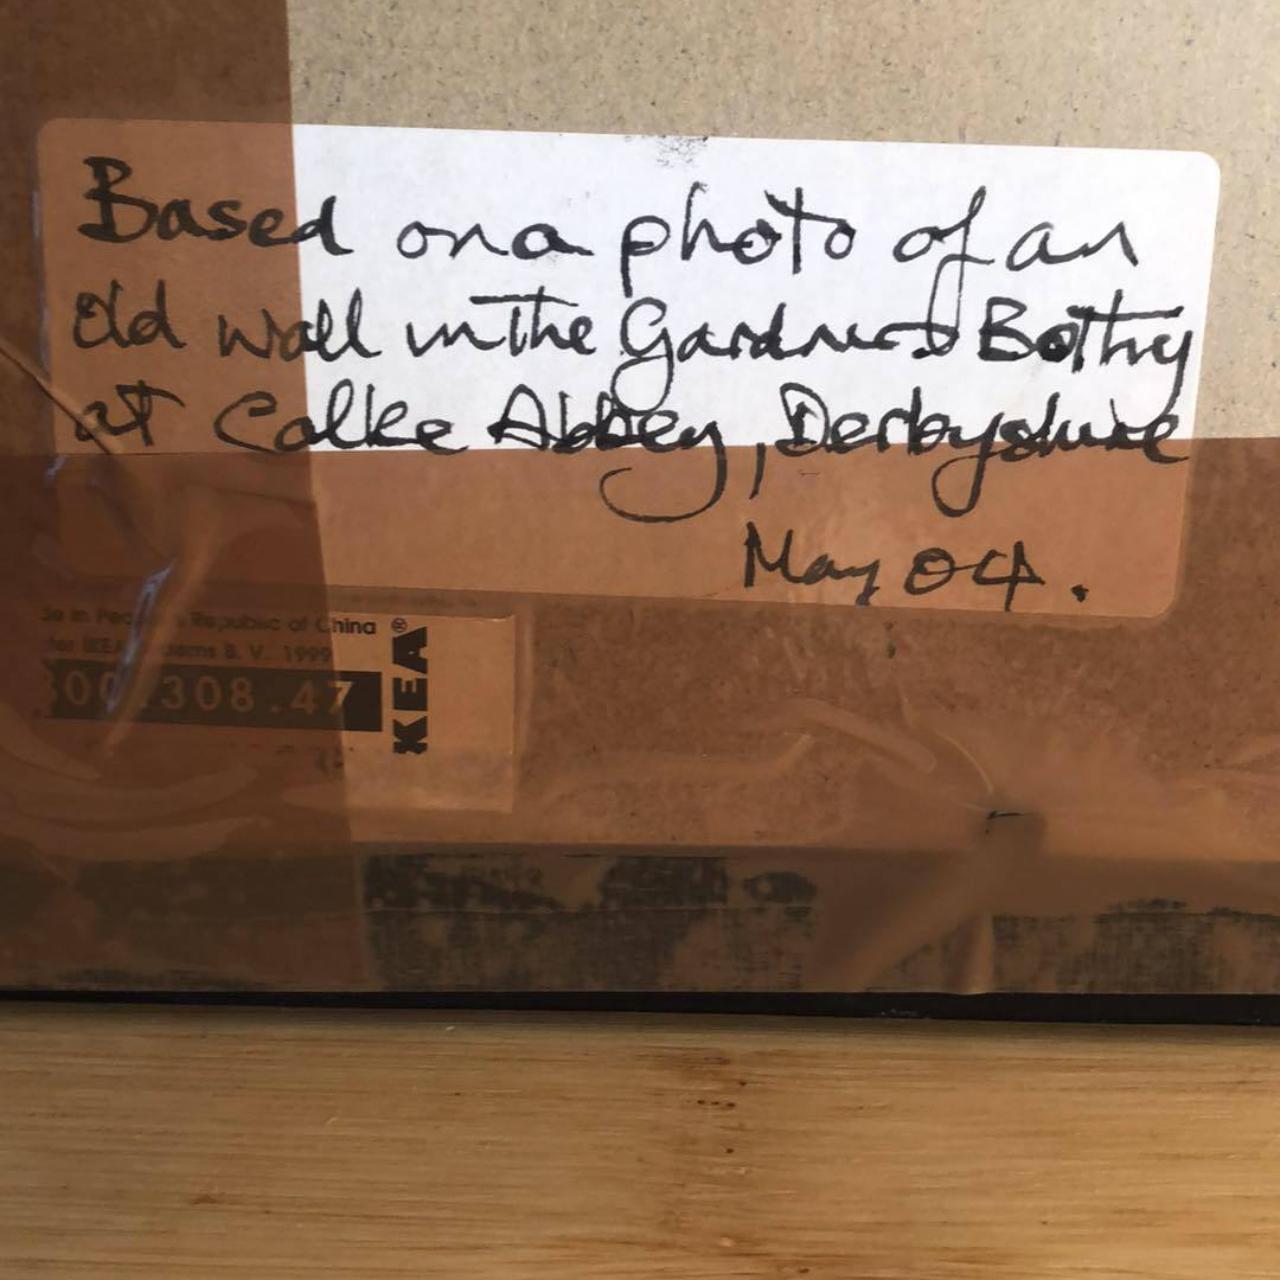 Based on a photo of an
old wall in the Gardners Bothy
at Calke Abbey, Derbyshire
May 04.
Republic of China ®
B. V. 1999
308.47
IKEA